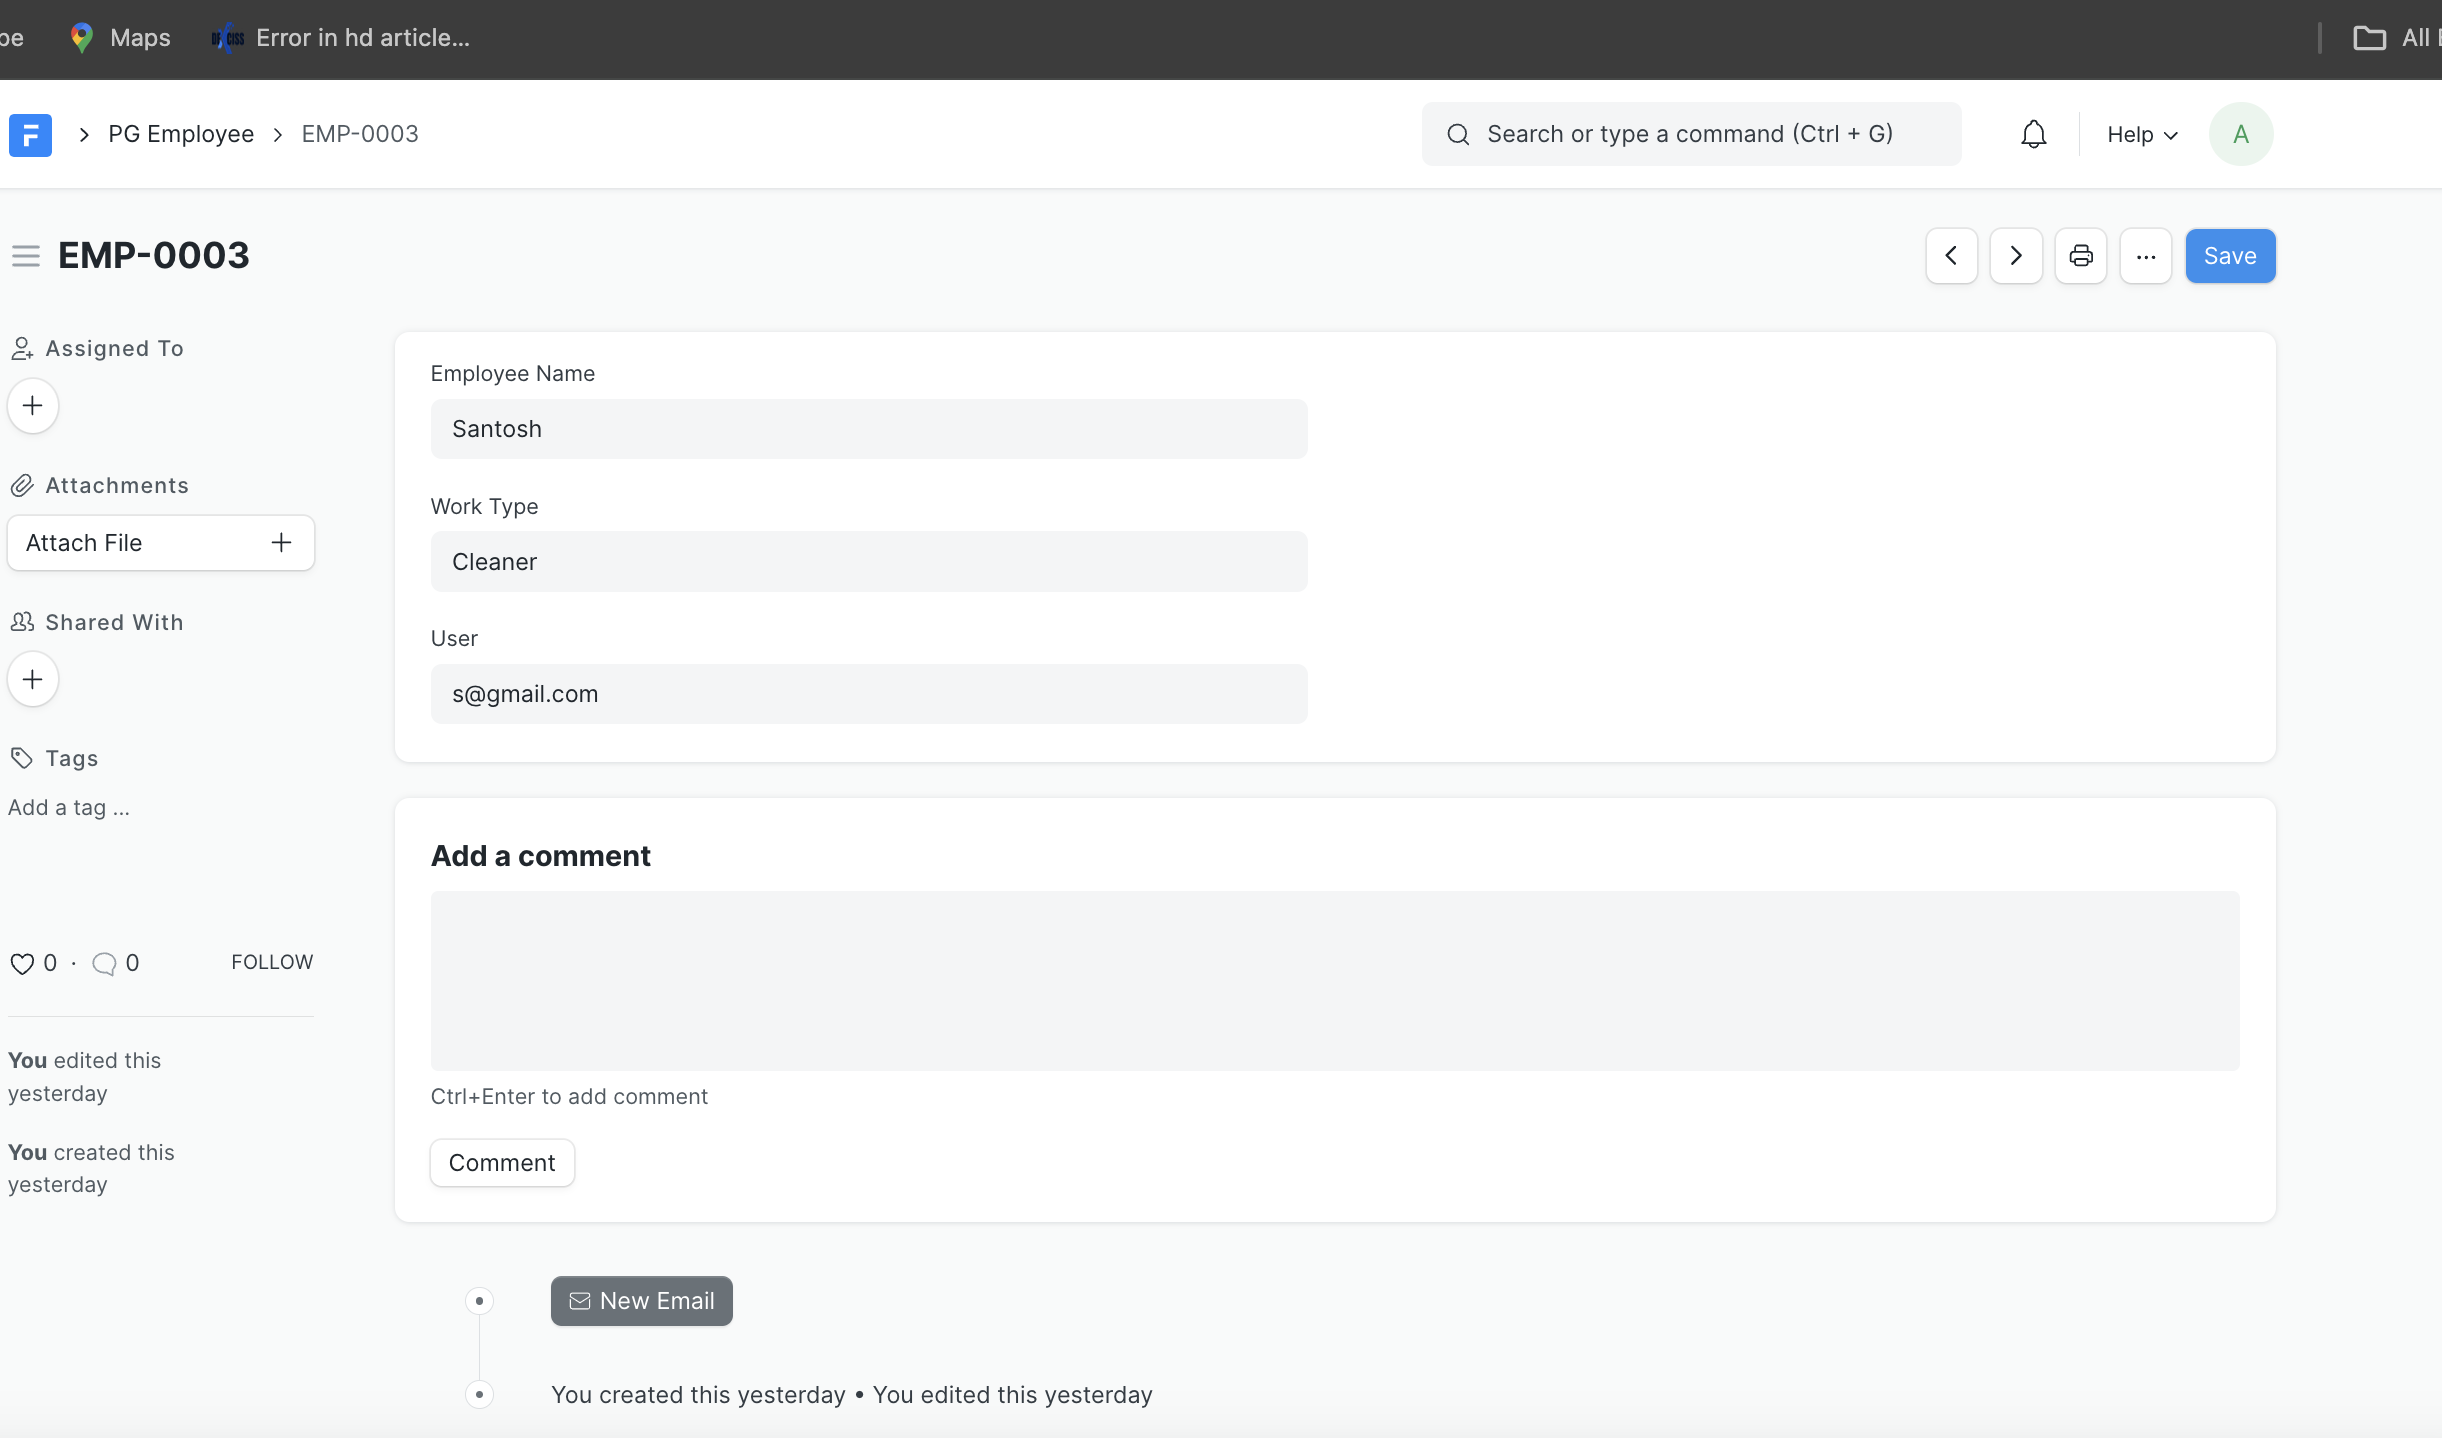 Maps
Error in hd article...
All
PG Employee
EMP-0003
Search or type a command (Ctrl + G)
Help
A
EMP-0003
Save
Assigned To
Attachments
Attach File
Shared With
Tags
Add a tag ...
0 · 0
FOLLOW
You edited this
yesterday
You created this
yesterday
Employee Name
Santosh
Work Type
Cleaner
User
s@gmail.com
Add a comment
Ctrl+Enter to add comment
Comment
New Email
You created this yesterday • You edited this yesterday